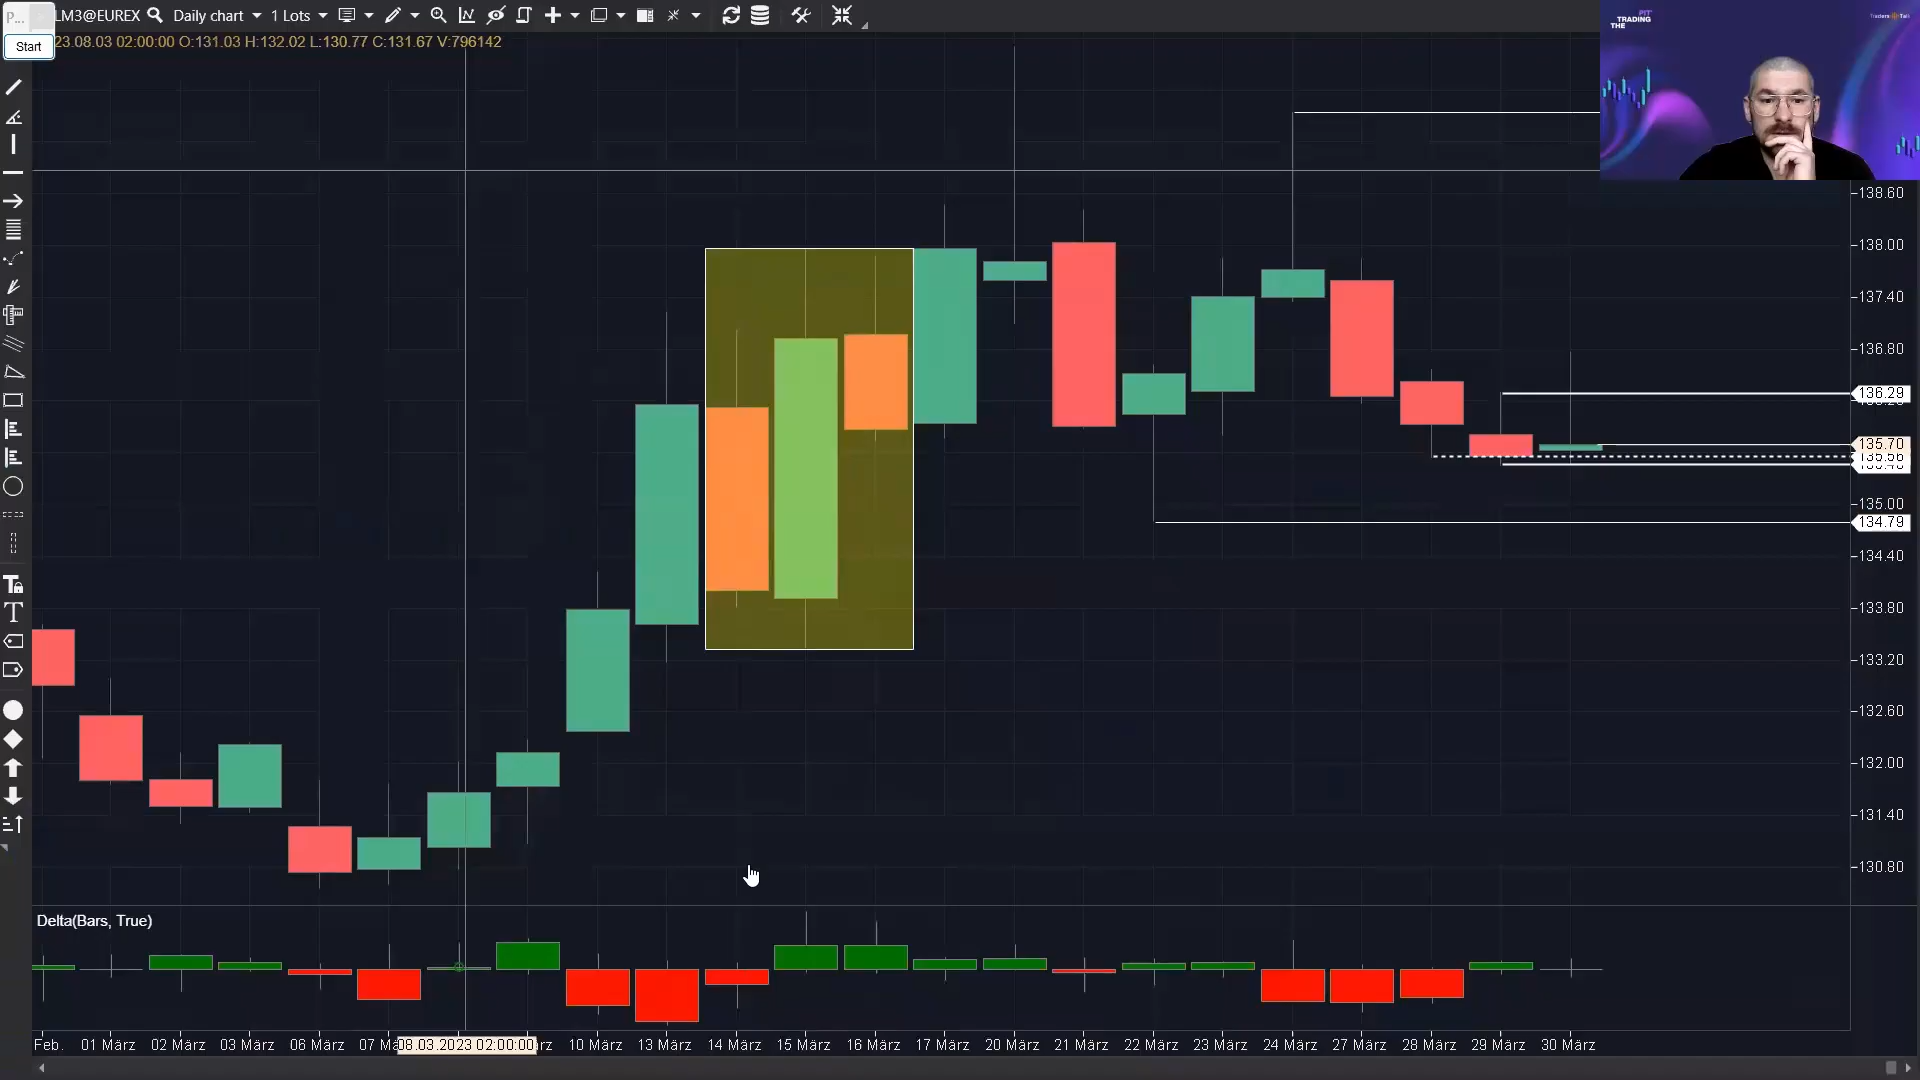 P...
LM3@EUREX Daily chart 1 Lots
Start
23.08.03 02:00:00 O:131.03 H:132.02 L:130.77 C:131.67 V:796142
PIT
TRADING
THE
138.60
138.00
137.40
136.80
136.29
135.70
135.00
134.79
134.40
133.80
133.20
132.60
132.00
131.40
130.80
Delta(Bars, True)
Feb. 01 März 02 März 03 März 06 März 07 Mä 08.03.2023 02:00:00 rz 10 März 13 März 14 März 15 März 16 März 17 März 20 März 21 März 22 März 23 März 24 März 27 März 28 März 29 März 30 März